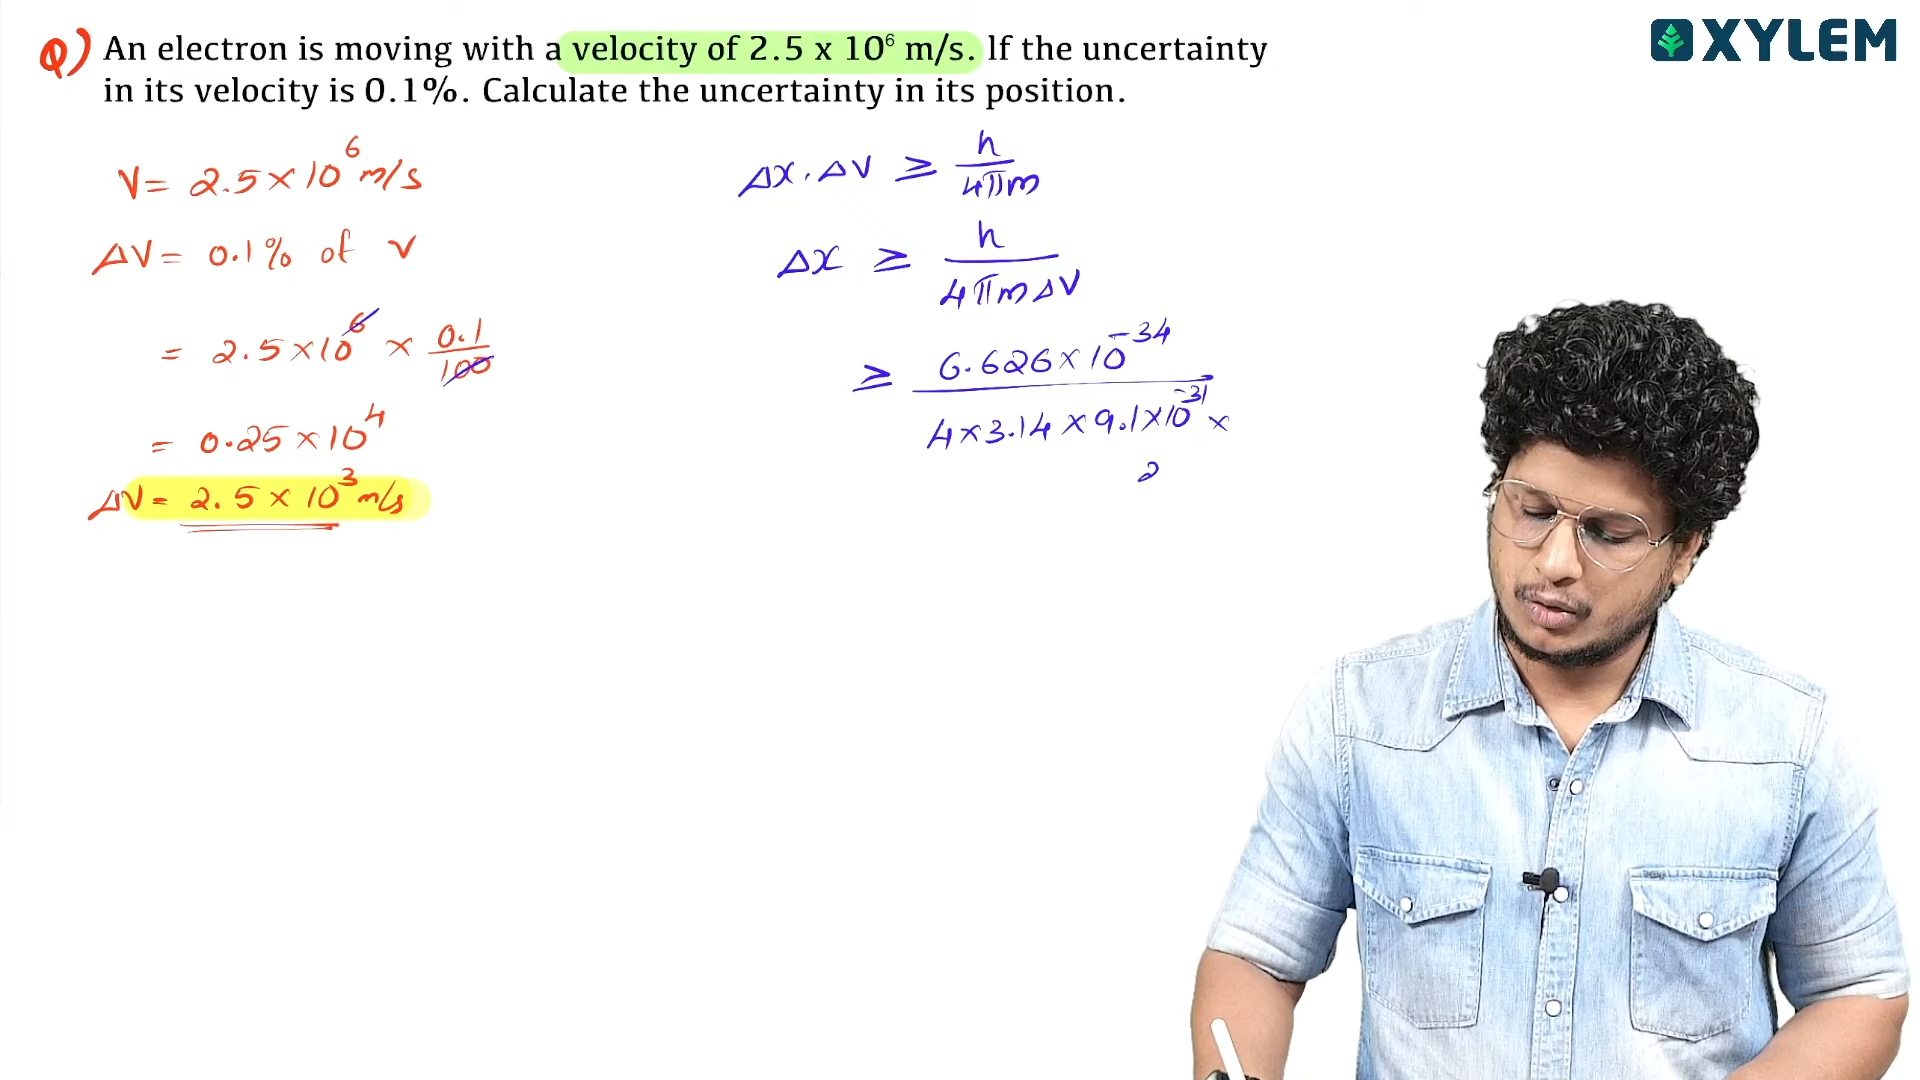 XYLEM
Q) An electron is moving with a velocity of 2.5 x 10⁶ m/s. If the uncertainty
in its velocity is 0.1%. Calculate the uncertainty in its position.
V = 2.5 × 10⁶ m/s
ΔV = 0.1% of v
= 2.5 × 10⁶ × 0.1/100
= 0.25 × 10⁴
ΔV = 2.5 × 10³ m/s
Δx . ΔV ≥ h/4πm
Δx ≥ h/4πmΔV
≥ 6.626 × 10⁻³⁴
4 × 3.14 × 9.1 × 10⁻³¹ ×
2